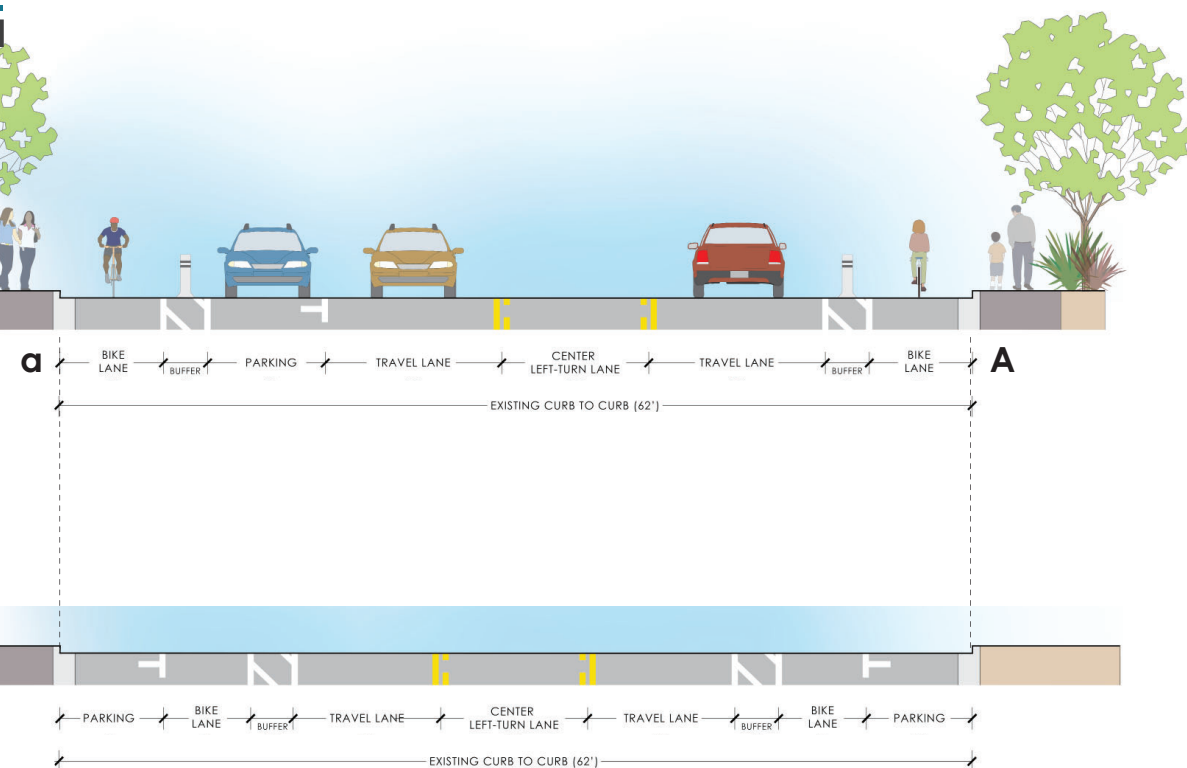 a
BIKE
LANE
BUFFER
PARKING
TRAVEL LANE
CENTER
LEFT-TURN LANE
TRAVEL LANE
BUFFER
BIKE
LANE
A
EXISTING CURB TO CURB (62')
PARKING
BIKE
LANE
BUFFER
TRAVEL LANE
CENTER
LEFT-TURN LANE
TRAVEL LANE
BUFFER
BIKE
LANE
PARKING
EXISTING CURB TO CURB (62')